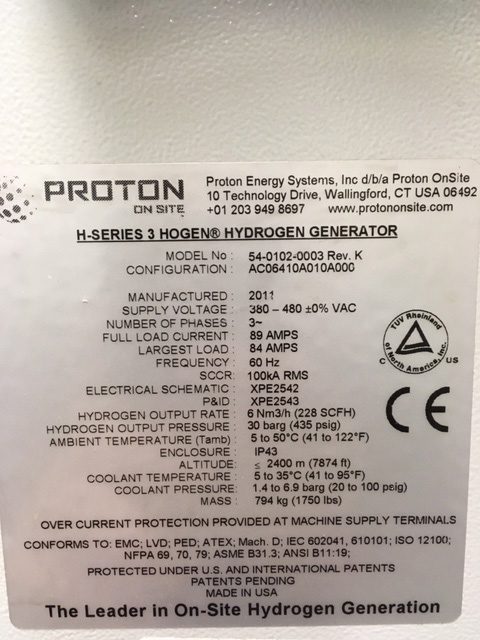 PROTON
ON SITE
Proton Energy Systems, Inc d/b/a Proton OnSite
10 Technology Drive, Wallingford, CT USA 06492
+01 203 949 8697 www.protononsite.com
H-SERIES 3 HOGEN® HYDROGEN GENERATOR
MODEL No : 54-0102-0003 Rev. K
CONFIGURATION : AC06410A010A000
MANUFACTURED : 2011
SUPPLY VOLTAGE : 380 - 480 ±0% VAC
NUMBER OF PHASES : 3~
FULL LOAD CURRENT : 89 AMPS
LARGEST LOAD : 84 AMPS
FREQUENCY : 60 Hz
SCCR: 100kA RMS
ELECTRICAL SCHEMATIC : XPE2542
P&ID : XPE2543
HYDROGEN OUTPUT RATE : 6 Nm3/h (228 SCFH)
HYDROGEN OUTPUT PRESSURE : 30 barg (435 psig)
AMBIENT TEMPERATURE (Tamb) : 5 to 50°C (41 to 122°F)
ENCLOSURE : IP43
ALTITUDE: ≤ 2400 m (7874 ft)
COOLANT TEMPERATURE : 5 to 35°C (41 to 95°F)
COOLANT PRESSURE: 1.4 to 6.9 barg (20 to 100 psig)
MASS : 794 kg (1750 lbs)
TUV Rheinland
of North America, Inc.
C US
CE
OVER CURRENT PROTECTION PROVIDED AT MACHINE SUPPLY TERMINALS
CONFORMS TO: EMC; LVD; PED; ATEX; Mach. D; IEC 602041, 610101; ISO 12100;
NFPA 69, 70, 79; ASME B31.3; ANSI B11:19;
PROTECTED UNDER U.S. AND INTERNATIONAL PATENTS
PATENTS PENDING
MADE IN USA
The Leader in On-Site Hydrogen Generation